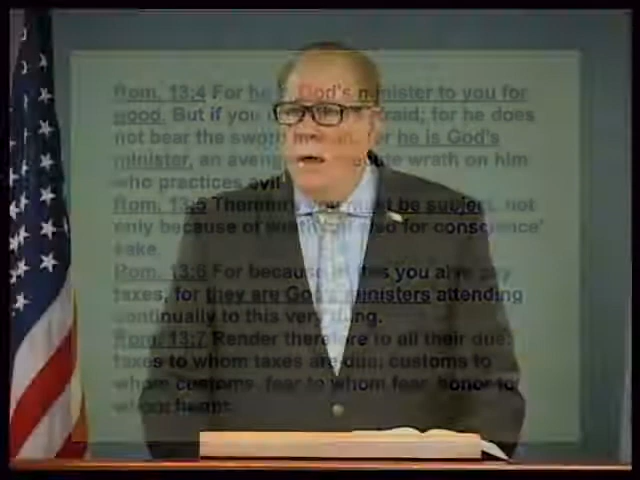 Rom. 13:4 For he God's minister to you for
good. But if you afraid; for he does
not bear the sword in vain; for he is God's
minister, an avenger to execute wrath on him
who practices evil
Rom. 13:5 Therefore you must be subject, not
only because of wrath but also for conscience'
sake.
Rom. 13:6 For because of this you also pay
taxes, for they are God's ministers attending
continually to this very thing.
Rom. 13:7 Render therefore to all their due:
taxes to whom taxes are due; customs to
whom customs, fear to whom fear, honor to
whom